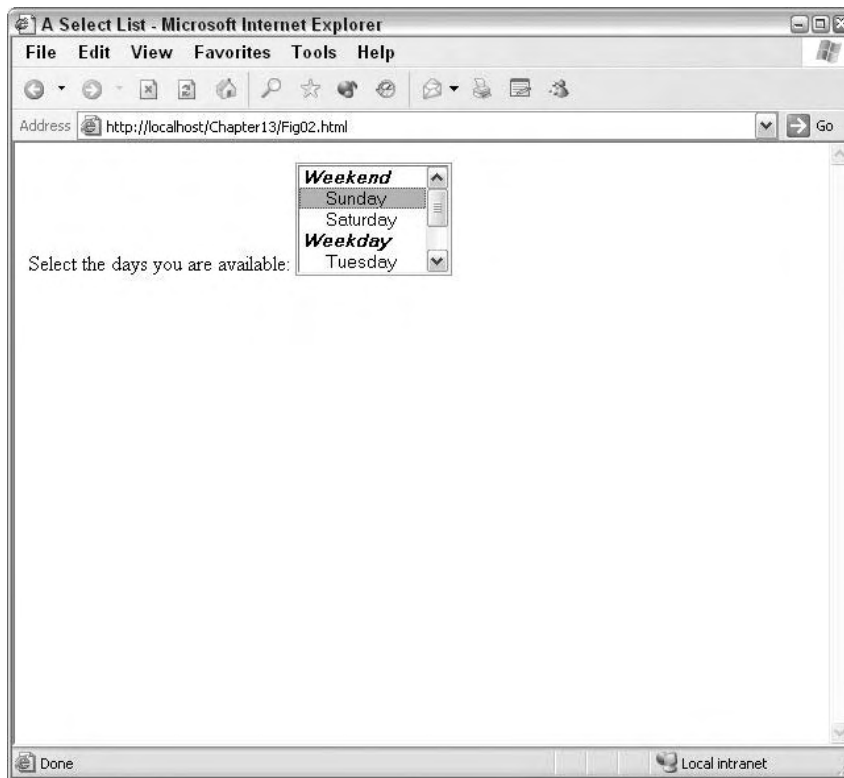 A Select List - Microsoft Internet Explorer
File Edit View Favorites Tools Help
Address http://localhost/Chapter13/Fig02.html Go
Weekend
Sunday
Saturday
Weekday
Select the days you are available: Tuesday
Done Local intranet